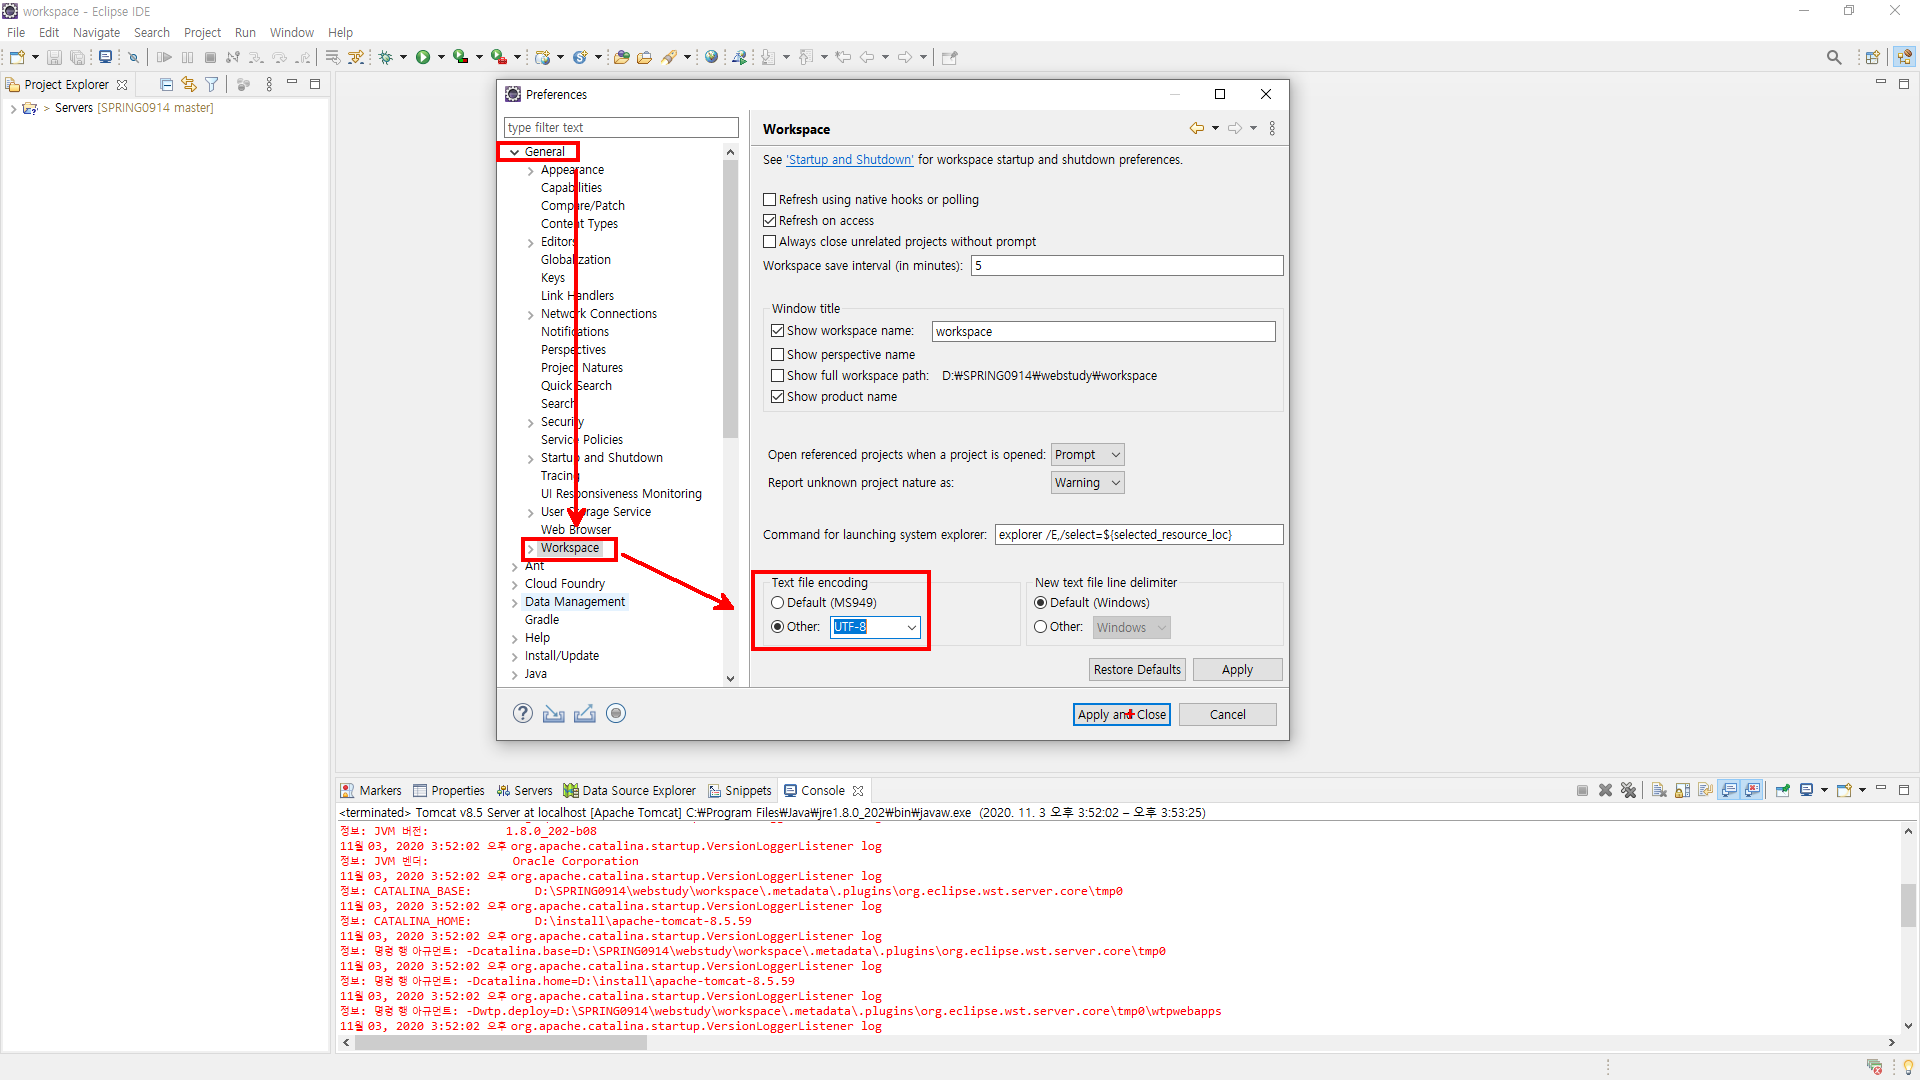 workspace - Eclipse IDE
File Edit Navigate Search Project Run Window Help
Project Explorer
> Servers [SPRING0914 master]
Preferences
type filter text
General
Appearance
Capabilities
Compare/Patch
Content Types
Editors
Globalization
Keys
Link Handlers
Network Connections
Notifications
Perspectives
Project Natures
Quick Search
Search
Security
Service Policies
Startup and Shutdown
Tracing
UI Responsiveness Monitoring
User Storage Service
Web Browser
Workspace
Ant
Cloud Foundry
Data Management
Gradle
Help
Install/Update
Java
Workspace
See 'Startup and Shutdown' for workspace startup and shutdown preferences.
Refresh using native hooks or polling
Refresh on access
Always close unrelated projects without prompt
Workspace save interval (in minutes): 5
Window title
Show workspace name: workspace
Show perspective name
Show full workspace path: D:₩SPRING0914₩webstudy₩workspace
Show product name
Open referenced projects when a project is opened: Prompt
Report unknown project nature as: Warning
Command for launching system explorer: explorer /E,/select=${selected_resource_loc}
Text file encoding
Default (MS949)
Other: UTF-8
New text file line delimiter
Default (Windows)
Other: Windows
Restore Defaults Apply
Apply and Close Cancel
Markers Properties Servers Data Source Explorer Snippets Console
<terminated> Tomcat v8.5 Server at localhost [Apache Tomcat] C:₩Program Files₩Java₩jre1.8.0_202₩bin₩javaw.exe (2020. 11. 3 오후 3:52:02 – 오후 3:53:25)
정보: JVM 버전: 1.8.0_202-b08
11월 03, 2020 3:52:02 오후 org.apache.catalina.startup.VersionLoggerListener log
정보: JVM 벤더: Oracle Corporation
11월 03, 2020 3:52:02 오후 org.apache.catalina.startup.VersionLoggerListener log
정보: CATALINA_BASE: D:\SPRING0914\webstudy\workspace\.metadata\.plugins\org.eclipse.wst.server.core\tmp0
11월 03, 2020 3:52:02 오후 org.apache.catalina.startup.VersionLoggerListener log
정보: CATALINA_HOME: D:\install\apache-tomcat-8.5.59
11월 03, 2020 3:52:02 오후 org.apache.catalina.startup.VersionLoggerListener log
정보: 명령 행 아규먼트: -Dcatalina.base=D:\SPRING0914\webstudy\workspace\.metadata\.plugins\org.eclipse.wst.server.core\tmp0
11월 03, 2020 3:52:02 오후 org.apache.catalina.startup.VersionLoggerListener log
정보: 명령 행 아규먼트: -Dcatalina.home=D:\install\apache-tomcat-8.5.59
11월 03, 2020 3:52:02 오후 org.apache.catalina.startup.VersionLoggerListener log
정보: 명령 행 아규먼트: -Dwtp.deploy=D:\SPRING0914\webstudy\workspace\.metadata\.plugins\org.eclipse.wst.server.core\tmp0\wtpwebapps
11월 03, 2020 3:52:02 오후 org.apache.catalina.startup.VersionLoggerListener log